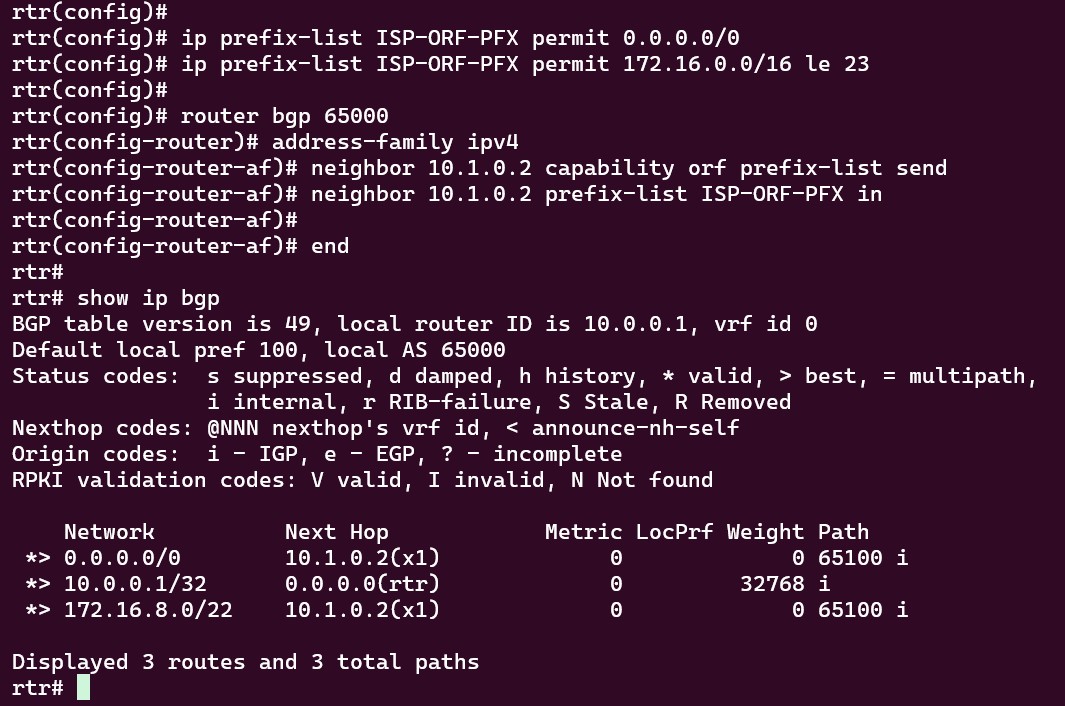 rtr(config)#
rtr(config)# ip prefix-list ISP-ORF-PFX permit 0.0.0.0/0
rtr(config)# ip prefix-list ISP-ORF-PFX permit 172.16.0.0/16 le 23
rtr(config)#
rtr(config)# router bgp 65000
rtr(config-router)# address-family ipv4
rtr(config-router-af)# neighbor 10.1.0.2 capability orf prefix-list send
rtr(config-router-af)# neighbor 10.1.0.2 prefix-list ISP-ORF-PFX in
rtr(config-router-af)#
rtr(config-router-af)# end
rtr#
rtr# show ip bgp
BGP table version is 49, local router ID is 10.0.0.1, vrf id 0
Default local pref 100, local AS 65000
Status codes:  s suppressed, d damped, h history, * valid, > best, = multipath,
               i internal, r RIB-failure, S Stale, R Removed
Nexthop codes: @NNN nexthop's vrf id, < announce-nh-self
Origin codes:  i - IGP, e - EGP, ? - incomplete
RPKI validation codes: V valid, I invalid, N Not found

    Network          Next Hop            Metric LocPrf Weight Path
 *> 0.0.0.0/0        10.1.0.2(x1)             0             0 65100 i
 *> 10.0.0.1/32      0.0.0.0(rtr)             0         32768 i
 *> 172.16.8.0/22    10.1.0.2(x1)             0             0 65100 i

Displayed 3 routes and 3 total paths
rtr#